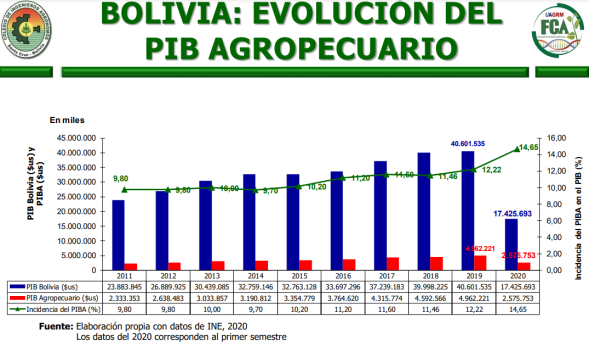 BOLIVIA: EVOLUCION DEL
PIB AGROPECUARIO
UAGRM
FCA
En miles
PIB Bolivia ($us) y
PIBA ($us)
45.000.000
40.000.000
35.000.000
30.000.000
25.000.000
20.000.000
15.000.000
10.000.000
5.000.000
0
9,80
9,80
10,00
9,70
10,20
11,20
11,60
11,46
12,22
14,65
40.601.535
17.425.693
4.962.221
2.575.753
16,00
14,00
12,00
10,00
8,00
6,00
4,00
2,00
0,00
Incidencia del PIBA en el PIB (%)
2011 2012 2013 2014 2015 2016 2017 2018 2019 2020
PIB Bolivia ($us) 23.883.845 26.889.925 30.439.085 32.759.146 32.763.128 33.697.296 37.239.183 39.998.225 40.601.535 17.425.693
PIB Agropecuario ($us) 2.333.353 2.638.483 3.033.857 3.190.812 3.354.779 3.764.620 4.315.774 4.592.566 4.962.221 2.575.753
Incidencia del PIBA (%) 9,80 9,80 10,00 9,70 10,20 11,20 11,60 11,46 12,22 14,65
Fuente: Elaboración propia con datos de INE, 2020
Los datos del 2020 corresponden al primer semestre